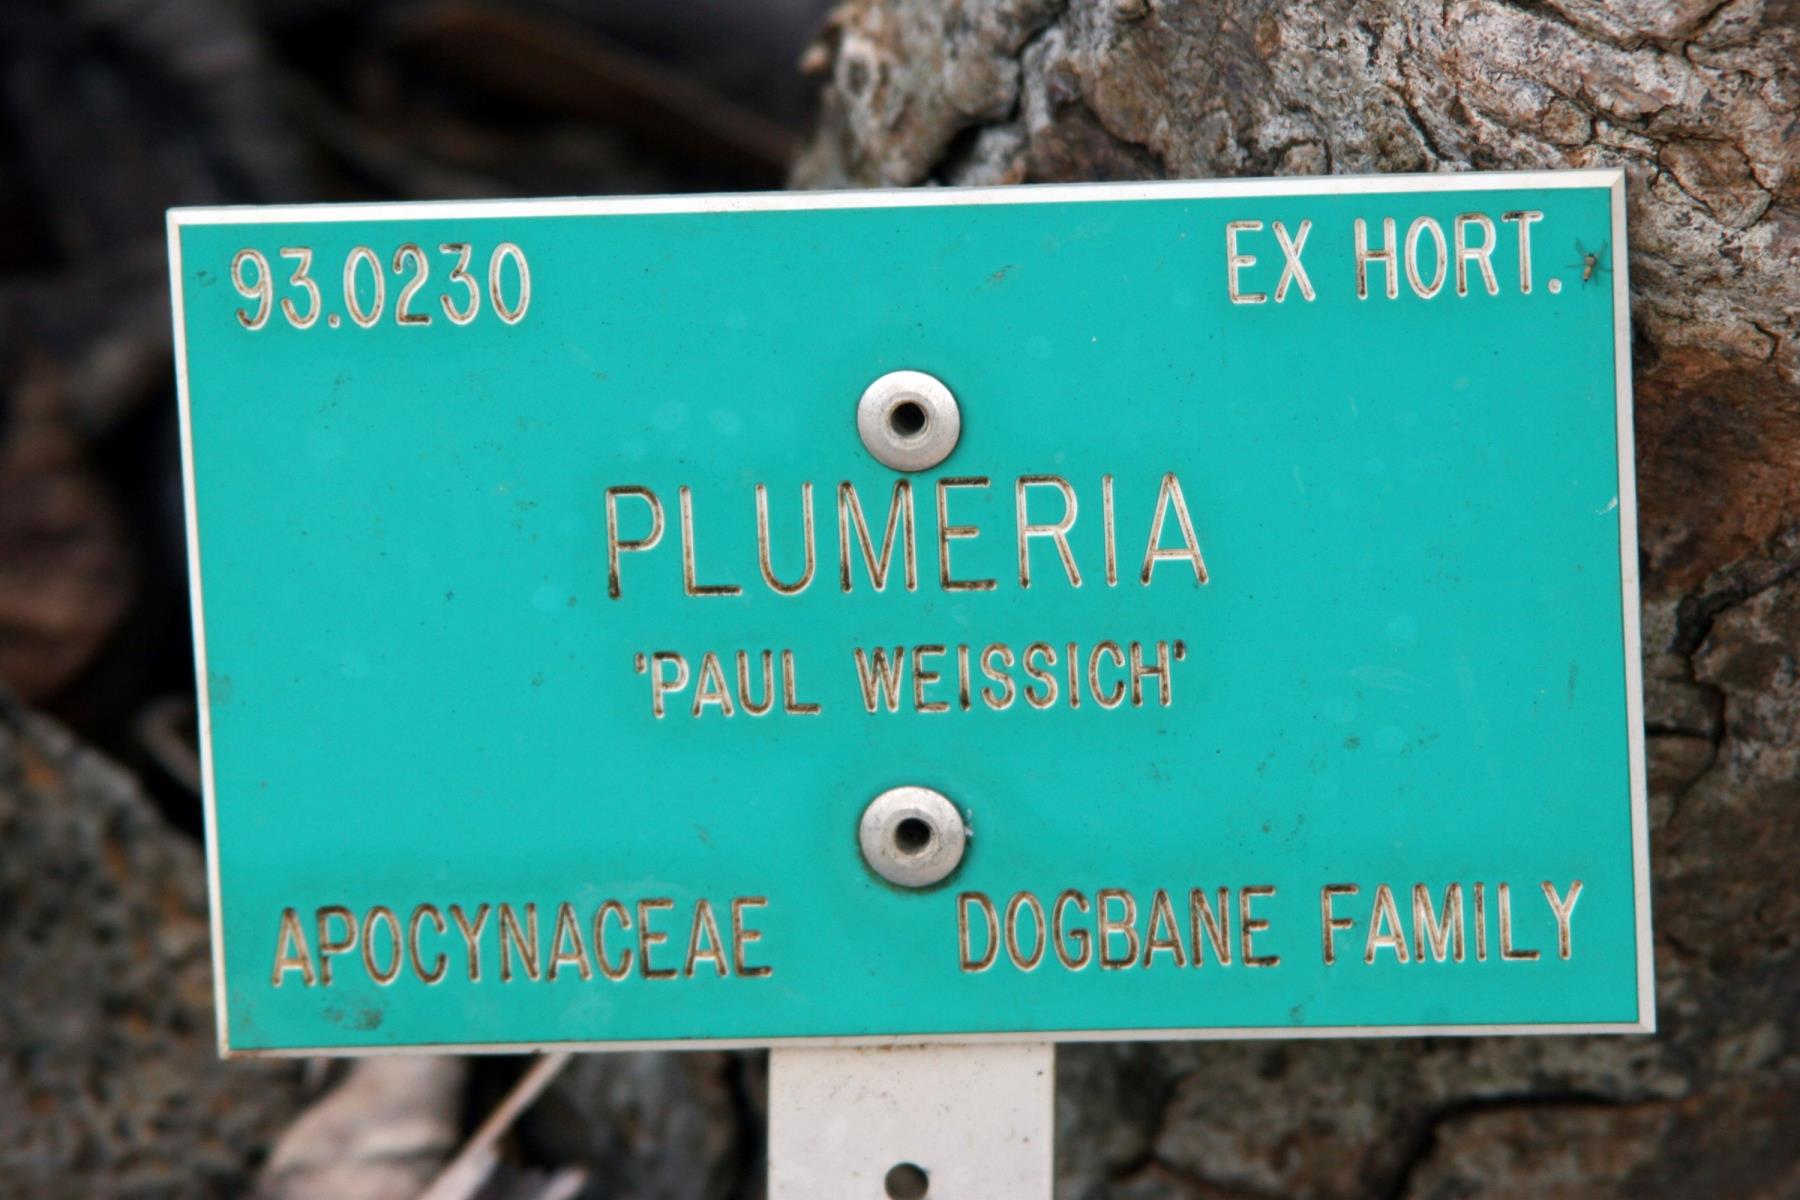 93.0230 EX HORT.
PLUMERIA
'PAUL WEISSICH'
APOCYNACEAE DOGBANE FAMILY